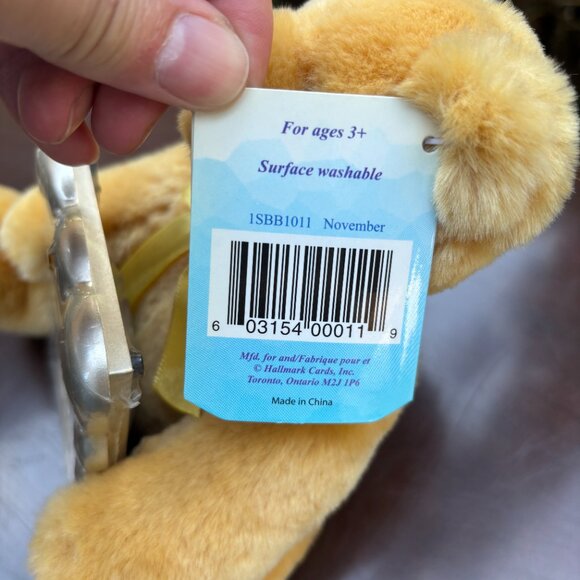 For ages 3+
Surface washable
1SBB1011 November
6 03154 00011 9
Mfd. for and/Fabrique pour et
© Hallmark Cards, Inc.
Toronto, Ontario M2J 1P6
Made in China